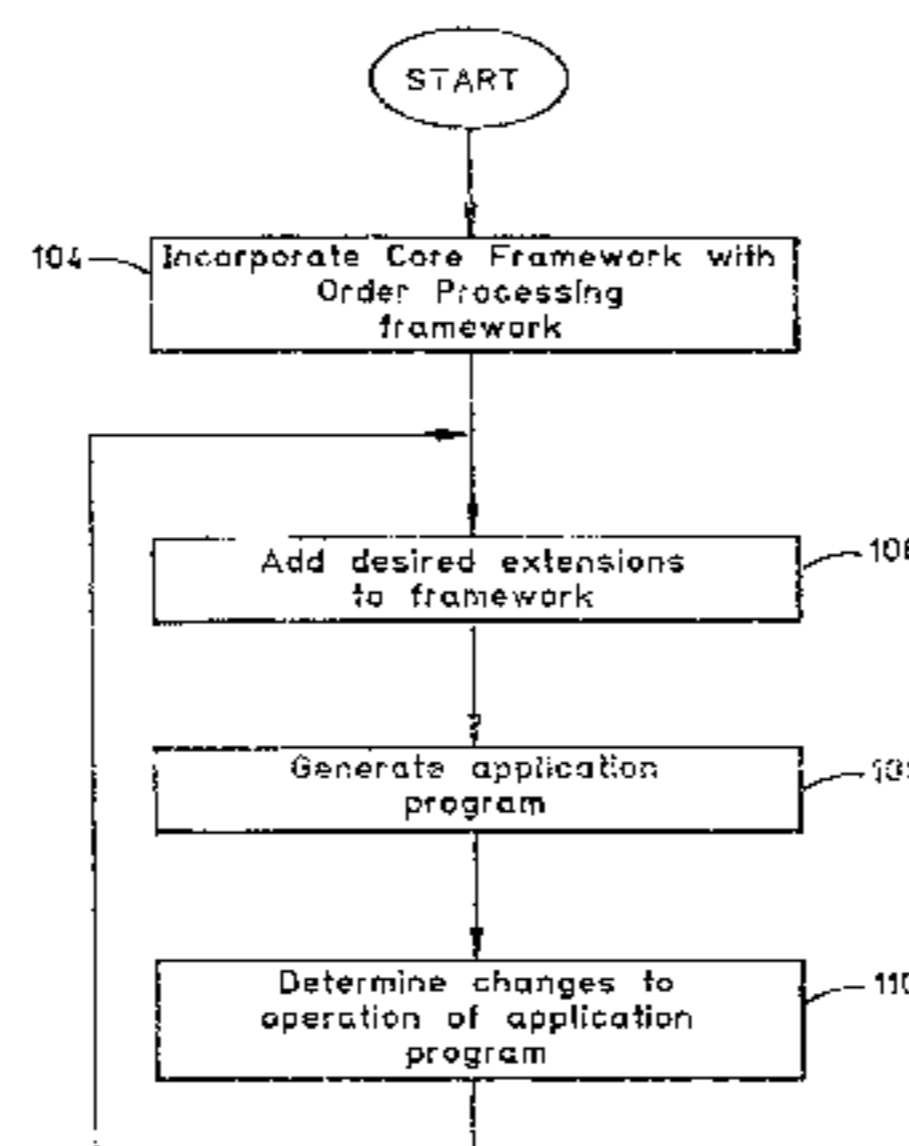 START
104
Incorporate Core Framework with
Order Processing
framework
Add desired extensions
to framework
Generate application
program
Determine changes to
operation of application
program
110